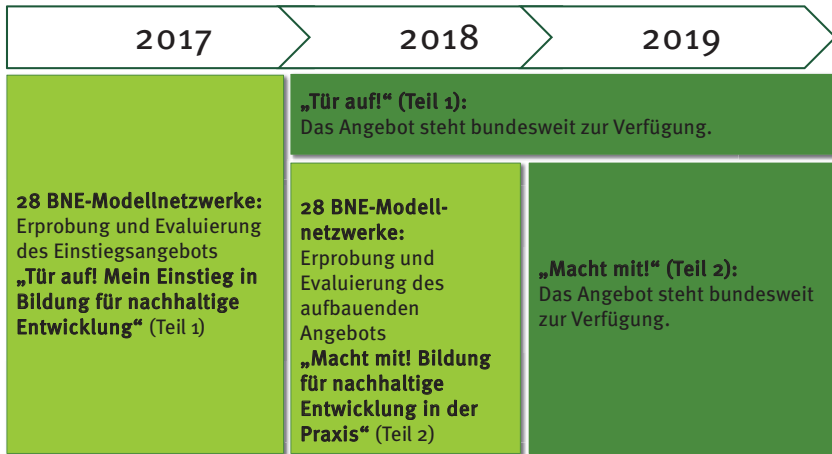 2017
2018
2019
28 BNE-Modellnetzwerke:
Erprobung und Evaluierung
des Einstiegsangebots
„Tür auf! Mein Einstieg in
Bildung für nachhaltige
Entwicklung“ (Teil 1)
„Tür auf!“ (Teil 1):
Das Angebot steht bundesweit zur Verfügung.
28 BNE-Modell-
netzwerke:
Erprobung und
Evaluierung des
aufbauenden
Angebots
„Macht mit! Bildung
für nachhaltige
Entwicklung in der
Praxis“ (Teil 2)
„Macht mit!“ (Teil 2):
Das Angebot steht bundesweit
zur Verfügung.